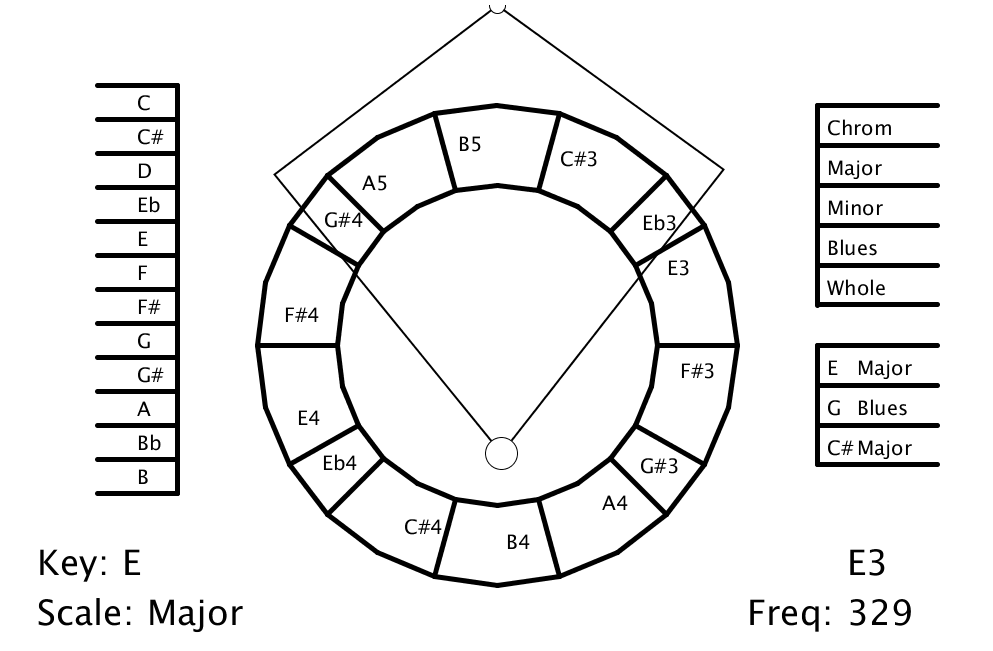 C
C#
D
Eb
E
F
F#
G
G#
A
Bb
B
B5
C#3
A5
G#4
Eb3
E3
F#4
F#3
E4
Eb4
G#3
A4
C#4
B4
Chrom
Major
Minor
Blues
Whole
E Major
G Blues
C# Major
Key: E
Scale: Major
E3
Freq: 329